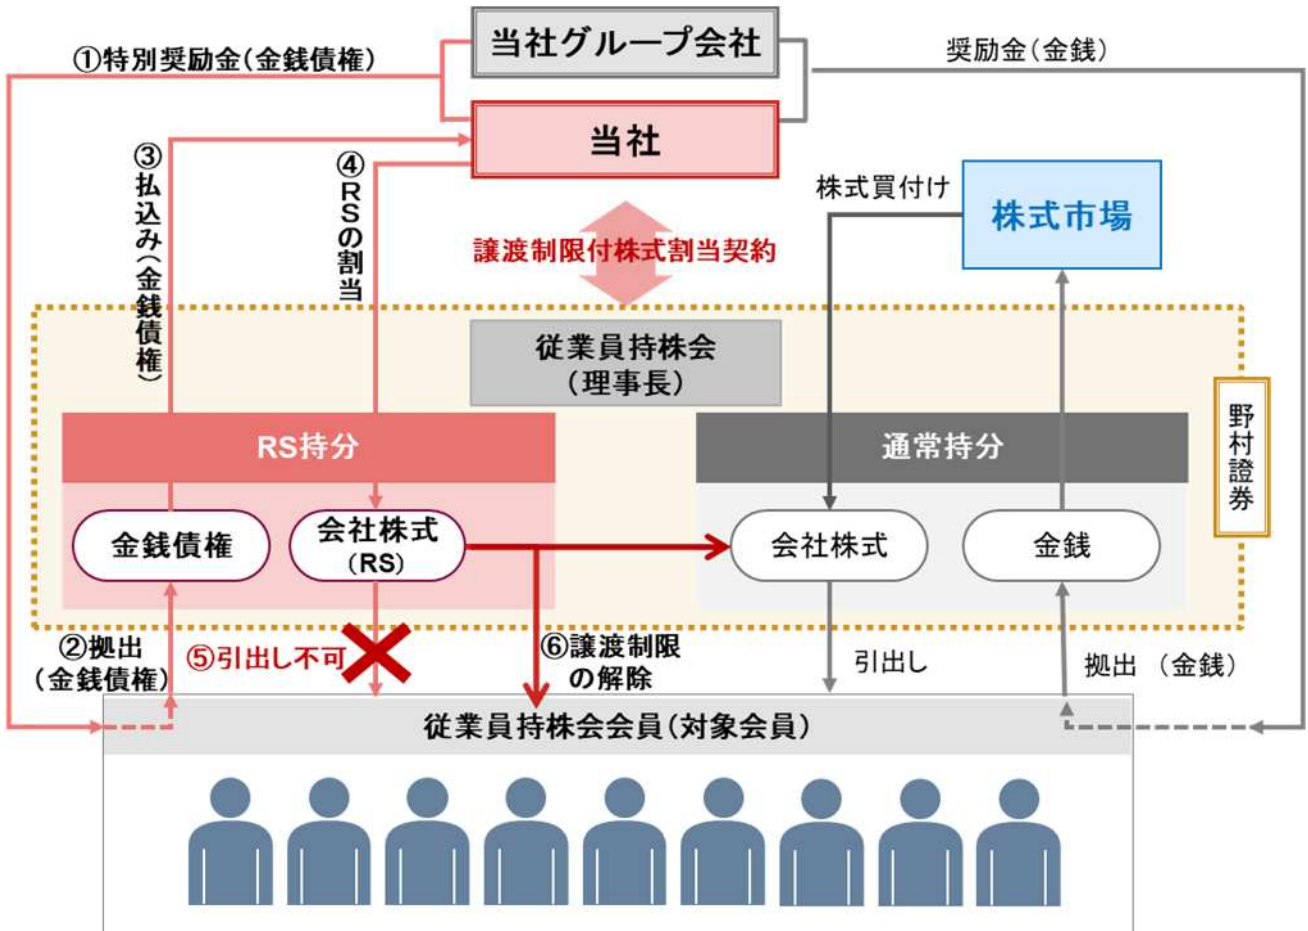 当社グループ会社
①特別奨励金(金銭債権)
奨励金(金銭)
当社
③払込み(金銭債権)
④RSの割当
株式買付け
株式市場
譲渡制限付株式割当契約
従業員持株会
(理事長)
野村證券
RS持分
通常持分
金銭債権
会社株式
(RS)
会社株式
金銭
②拠出
(金銭債権)
⑤引出し不可
⑥譲渡制限
の解除
引出し
拠出 (金銭)
従業員持株会会員(対象会員)